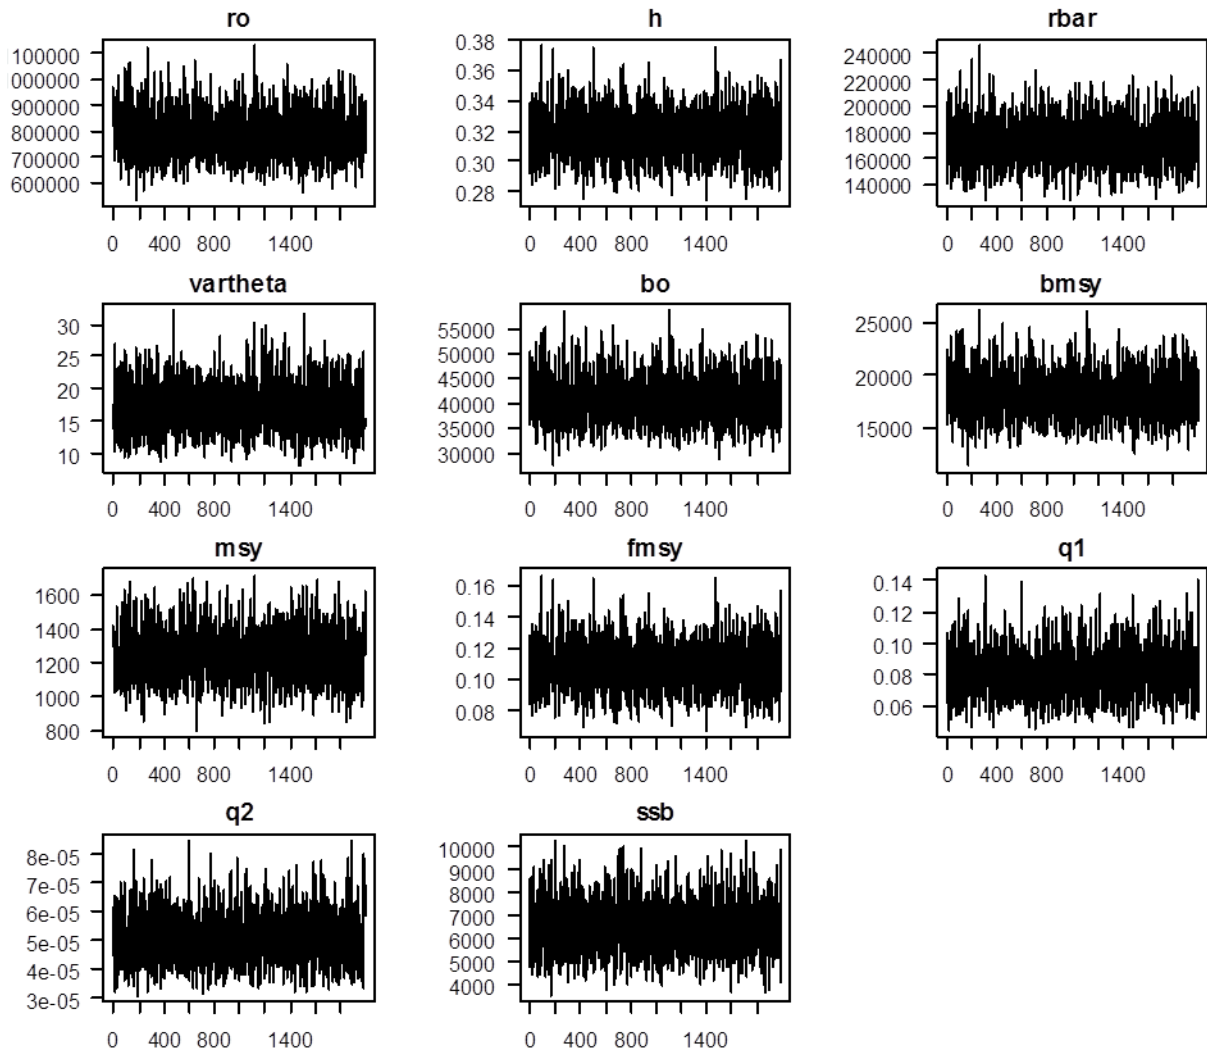 ro
100000
000000
900000
800000
700000
600000
0 400 800 1400
h
0.38
0.36
0.34
0.32
0.30
0.28
0 400 800 1400
rbar
240000
220000
200000
180000
160000
140000
0 400 800 1400
vartheta
30
25
20
15
10
0 400 800 1400
bo
55000
50000
45000
40000
35000
30000
0 400 800 1400
bmsy
25000
20000
15000
0 400 800 1400
msy
1600
1400
1200
1000
800
0 400 800 1400
fmsy
0.16
0.14
0.12
0.10
0.08
0 400 800 1400
q1
0.14
0.12
0.10
0.08
0.06
0 400 800 1400
q2
8e-05
7e-05
6e-05
5e-05
4e-05
3e-05
0 400 800 1400
ssb
10000
9000
8000
7000
6000
5000
4000
0 400 800 1400